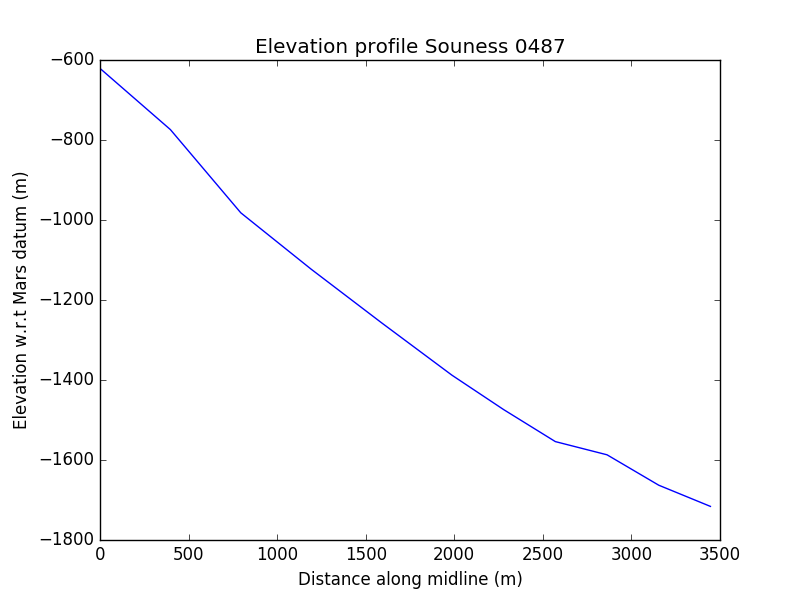 Elevation profile Souness 0487
−600
−800
−1000
−1200
−1400
−1600
−1800
Elevation w.r.t Mars datum (m)
0 500 1000 1500 2000 2500 3000 3500
Distance along midline (m)